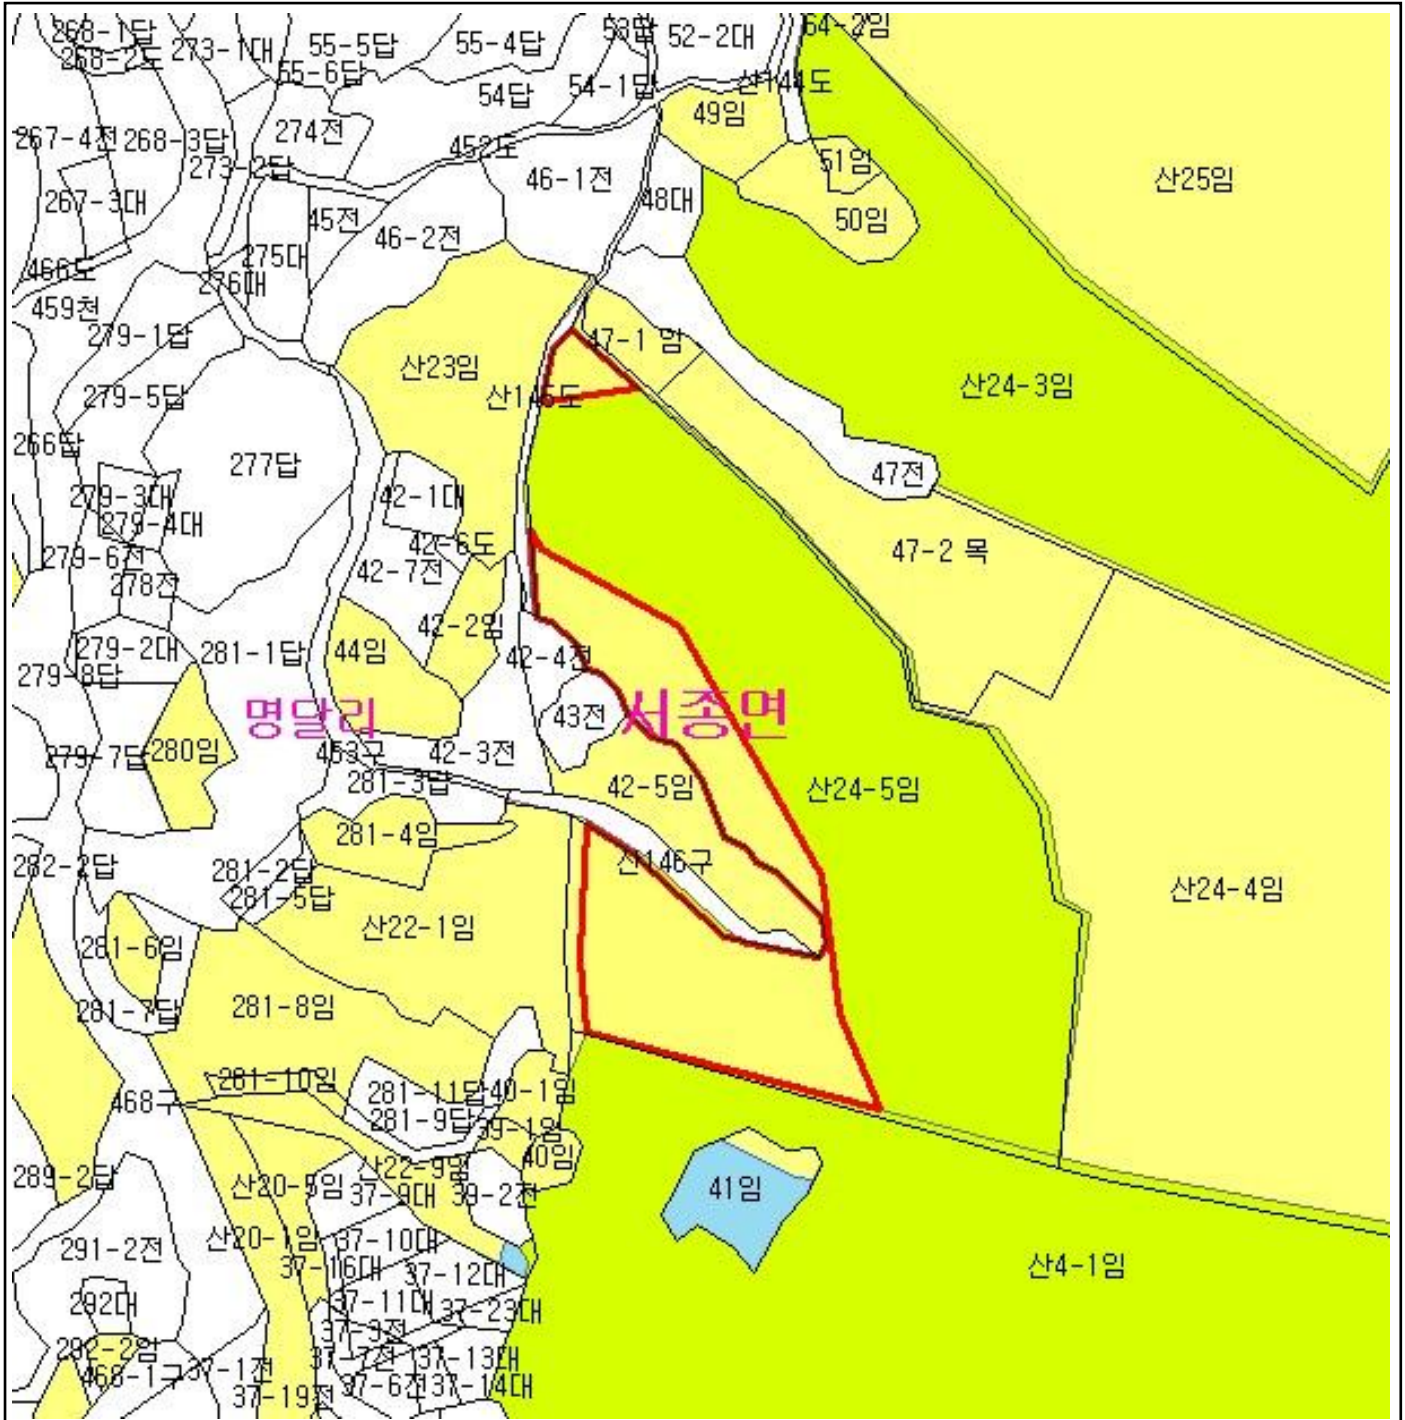 268-1답
268-2도
273-1대
55-5답
55-6답
55-4답
53답
52-2대
64-2임
산144도
54답
54-1답
49임
267-4전
268-3답
274전
452도
273-2답
46-1전
51임
산25임
267-3대
48대
50임
45전
46-2전
275대
466도
276대
459천
279-1답
47-1 임
산23임
산145도
산24-3임
279-5답
266답
277답
47전
279-3대
42-1대
279-4대
42-6도
47-2 목
279-6전
42-7전
278전
42-2임
279-2대
281-1답
44임
42-4전
279-8답
43전
명달리
서종면
279-7답
280임
453구
42-3전
281-3답
42-5임
산24-5임
281-4임
282-2답
281-2답
산146구
281-5답
산24-4임
산22-1임
281-6임
281-7답
281-8임
281-10임
281-11답
40-1임
468구
281-9답
39-1임
289-2답
산22-9임
40임
산20-5임
37-9대
39-2전
41임
산20-1임
37-10대
291-2전
37-16대
37-12대
산4-1임
292대
37-11대
37-23대
37-3전
292-2임
37-7전
37-13대
468-1구
37-1전
37-6전
37-14대
37-19전